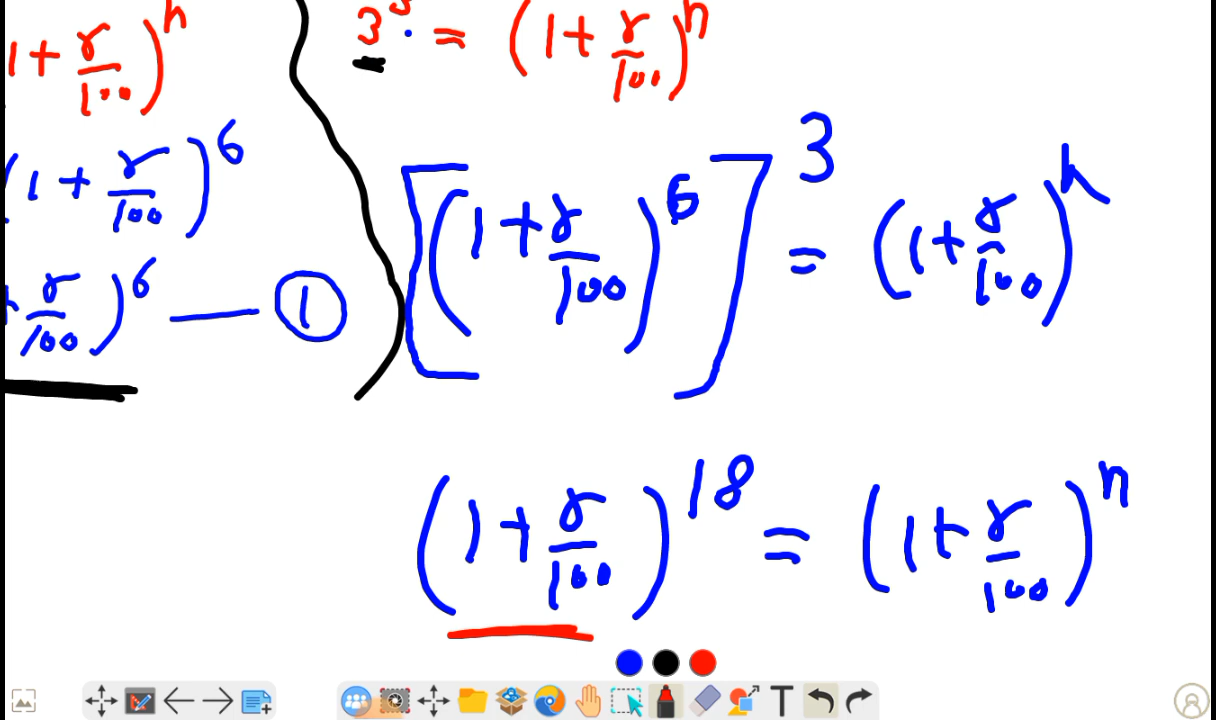 1 + r/100)^n
(1 + r/100)^6
+ r/100)^6 —— ①
3^3 = (1 + r/100)^n
[(1 + r/100)^6]^3 = (1 + r/100)^n
(1 + r/100)^18 = (1 + r/100)^n
T